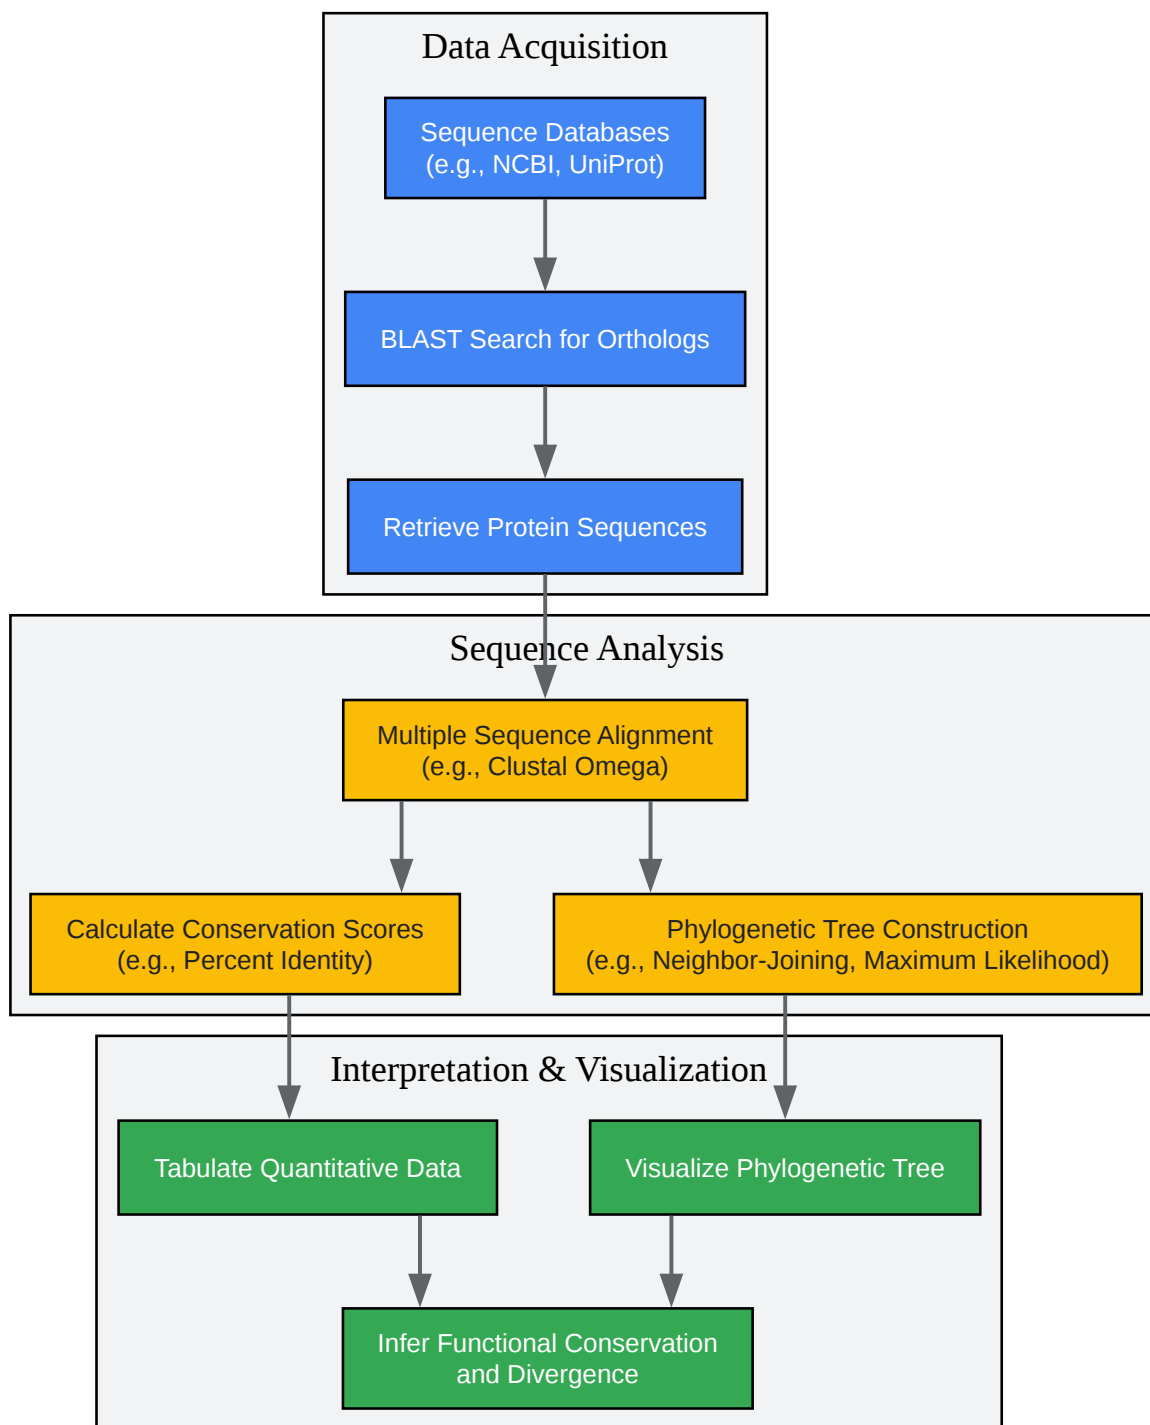 Data Acquisition
Sequence Databases
(e.g., NCBI, UniProt)
BLAST Search for Orthologs
Retrieve Protein Sequences
Sequence Analysis
Multiple Sequence Alignment
(e.g., Clustal Omega)
Calculate Conservation Scores
(e.g., Percent Identity)
Phylogenetic Tree Construction
(e.g., Neighbor-Joining, Maximum Likelihood)
Interpretation & Visualization
Tabulate Quantitative Data
Visualize Phylogenetic Tree
Infer Functional Conservation
and Divergence